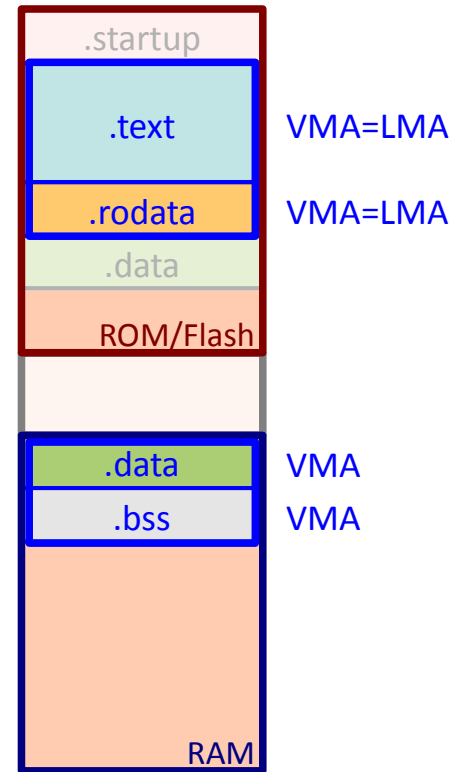 .startup
.text VMA=LMA
.rodata VMA=LMA
.data
ROM/Flash
.data VMA
.bss VMA
RAM